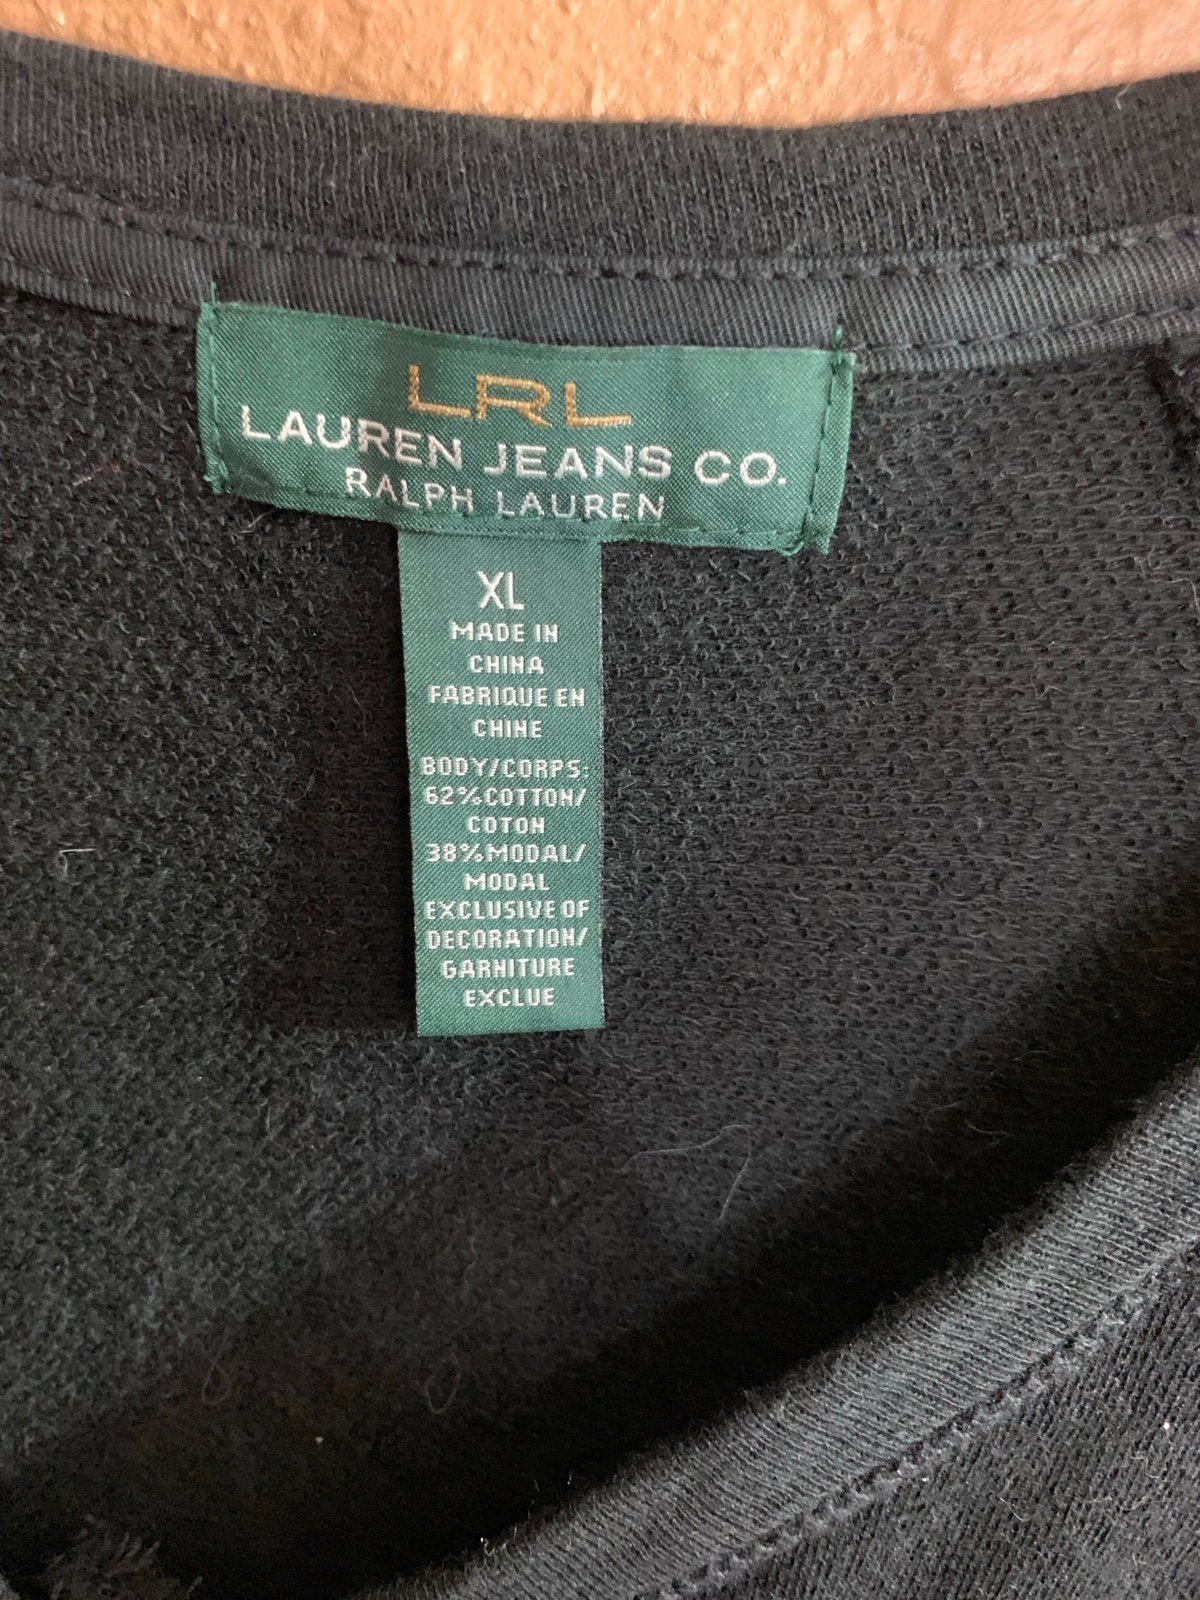 LRL
LAUREN JEANS CO.
RALPH LAUREN
XL
MADE IN
CHINA
FABRIQUE EN
CHINE
BODY/CORPS:
62%COTTON/
COTON
38%MODAL/
MODAL
EXCLUSIVE OF
DECORATION/
GARNITURE
EXCLUE